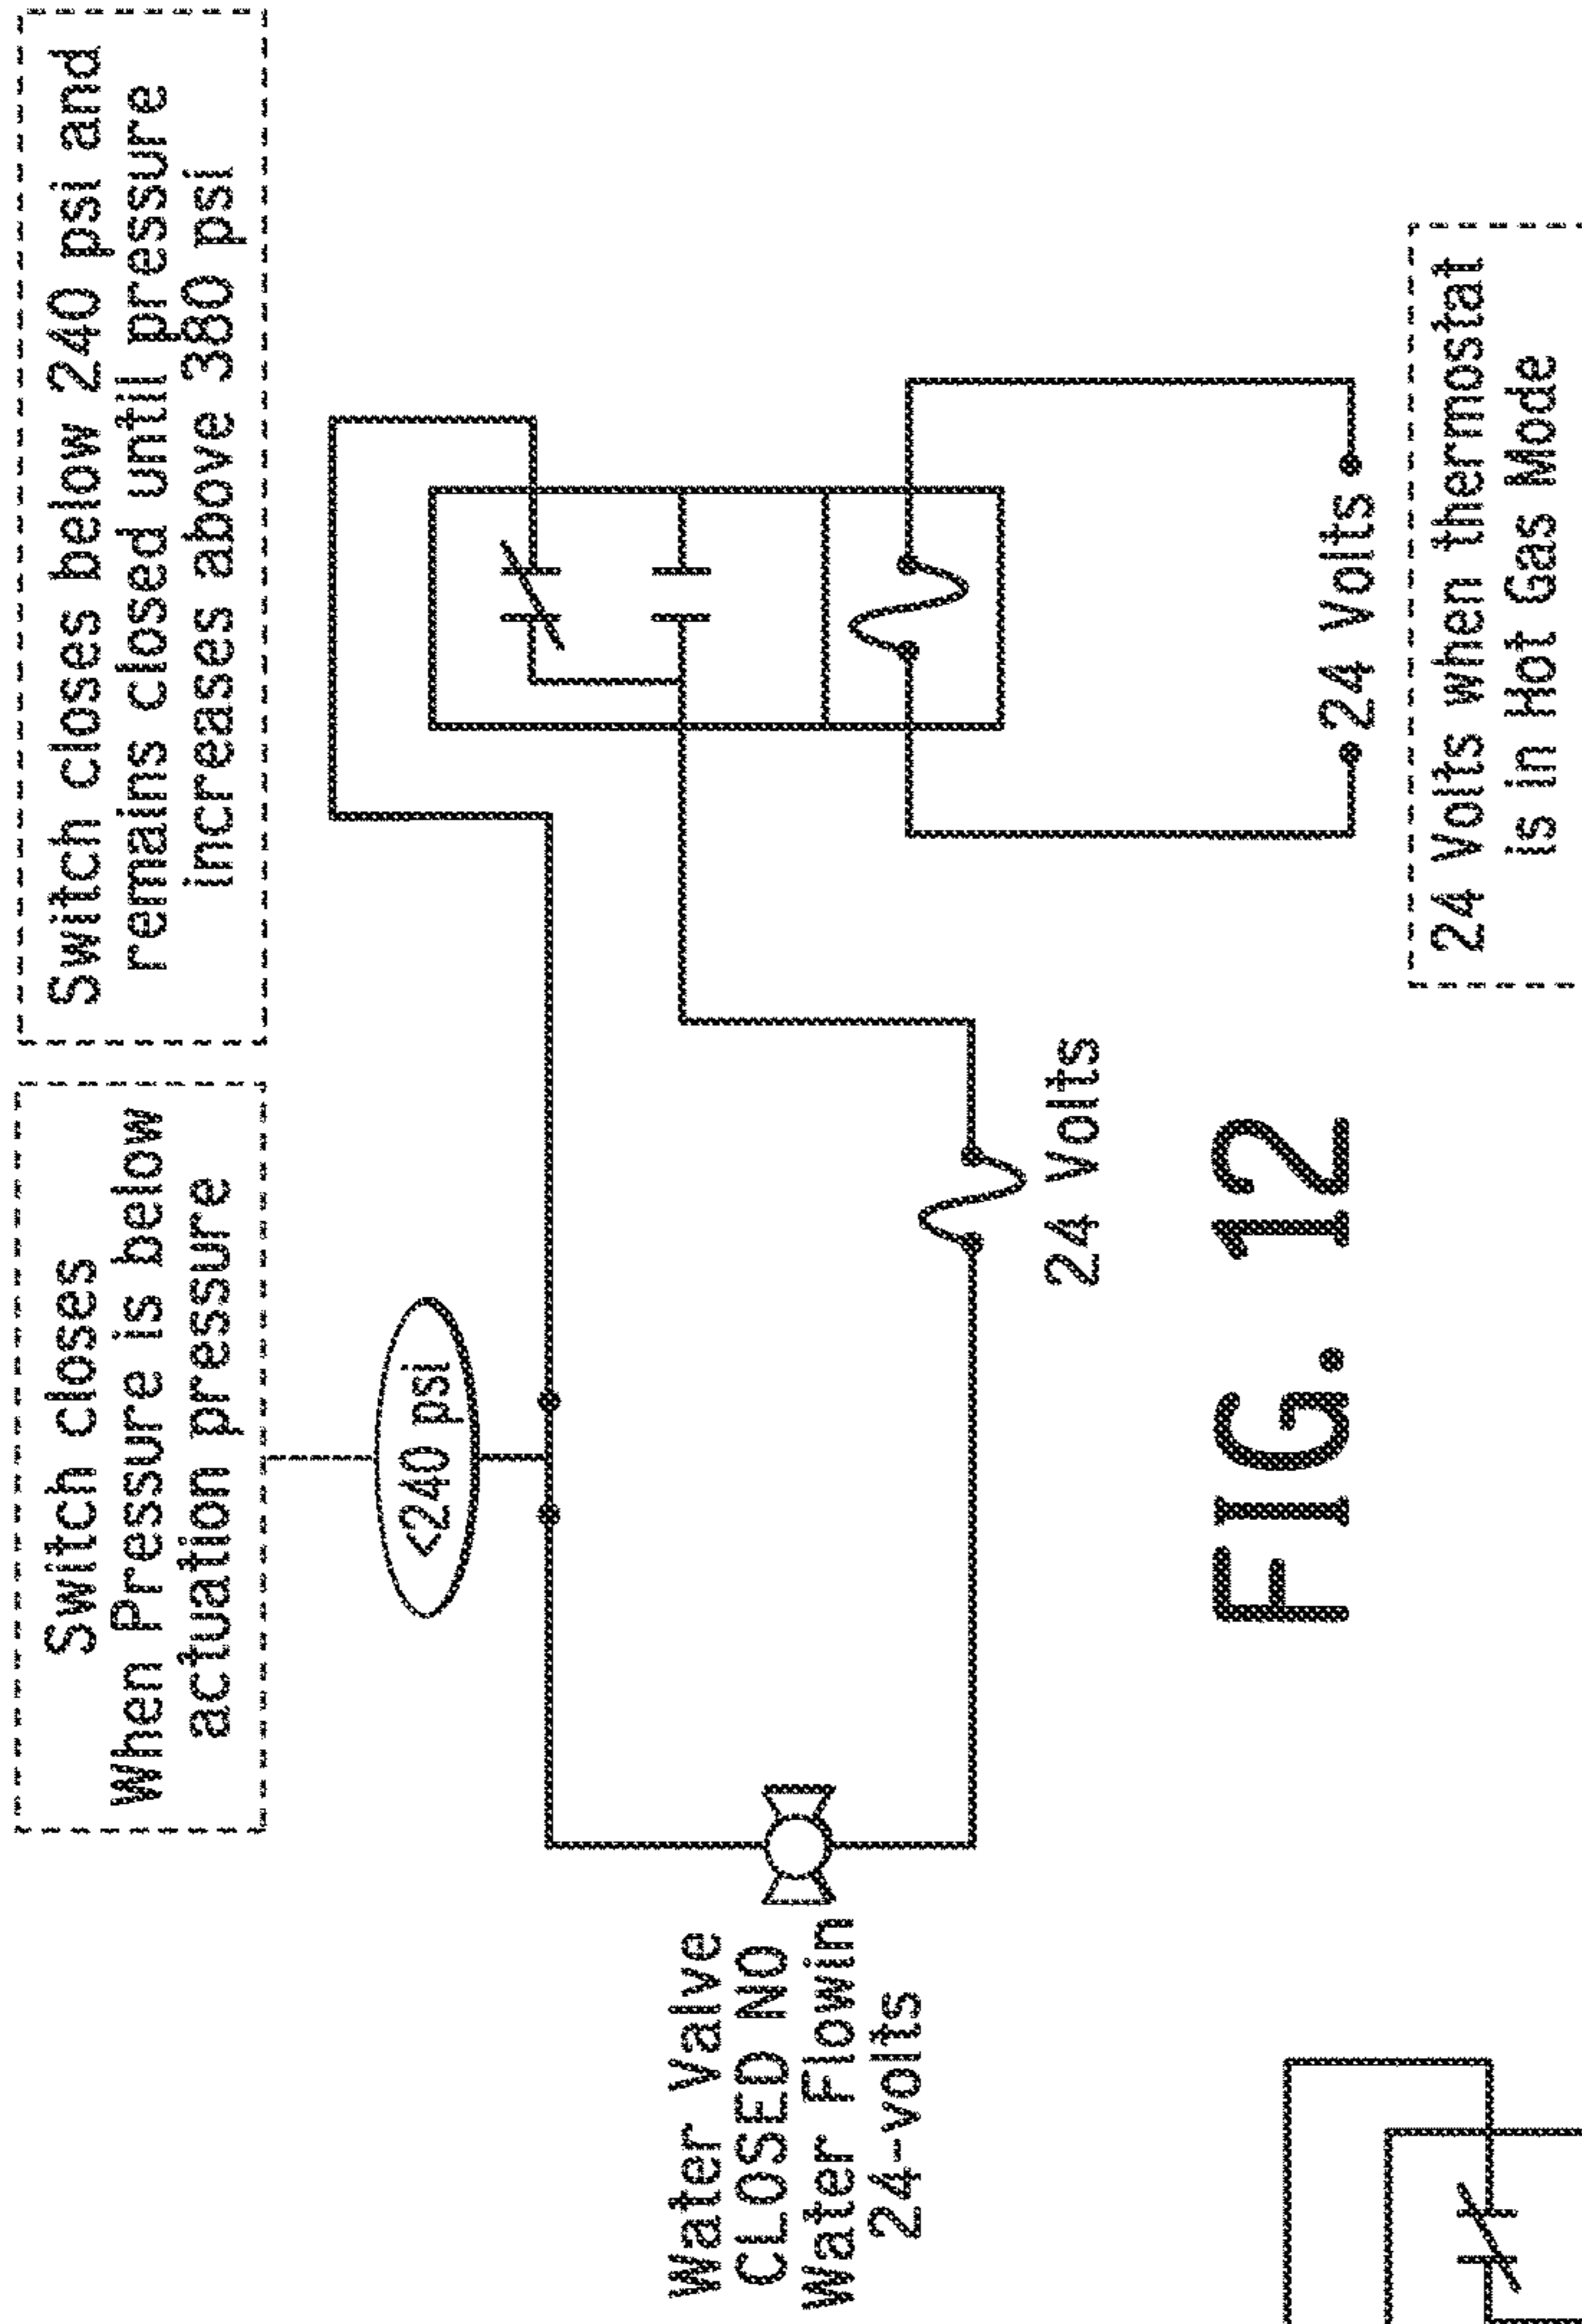 Switch closes
When Pressure is below
actuation pressure
Switch closes below 240 psi and
remains closed until pressure
increases above 380 psi
<240 psi
Water Valve
CLOSED NO
Water Flowin
24-volts
24 Volts
24 Volts
24 Volts when thermostat
is in Hot Gas Mode
FIG. 12